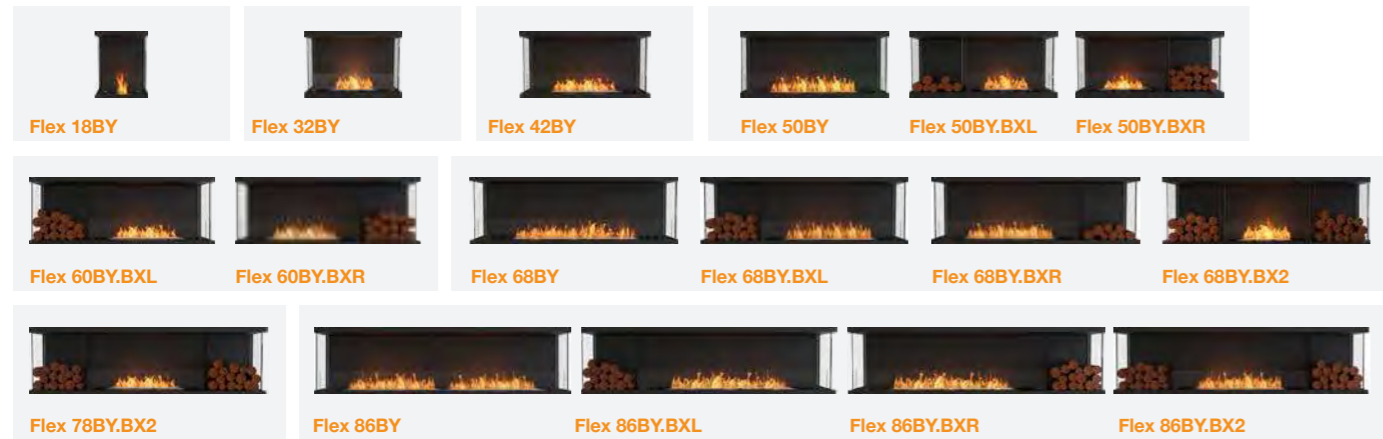 Flex 18BY
Flex 32BY
Flex 42BY
Flex 50BY
Flex 50BY.BXL
Flex 50BY.BXR
Flex 60BY.BXL
Flex 60BY.BXR
Flex 68BY
Flex 68BY.BXL
Flex 68BY.BXR
Flex 68BY.BX2
Flex 78BY.BX2
Flex 86BY
Flex 86BY.BXL
Flex 86BY.BXR
Flex 86BY.BX2